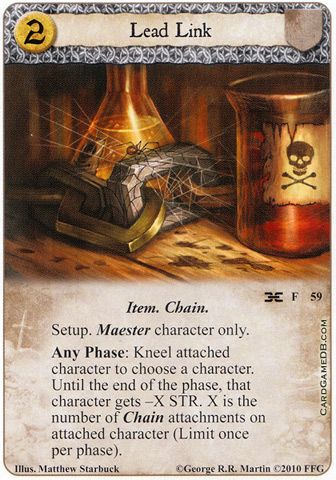 2
Lead Link
Item. Chain.
F 59
Setup. Maester character only.
Any Phase: Kneel attached
character to choose a character.
Until the end of the phase, that
character gets –X STR. X is the
number of Chain attachments on
attached character (Limit once
per phase).
CARDGAMEDB.COM
Illus. Matthew Starbuck
©George R.R. Martin ©2010 FFG